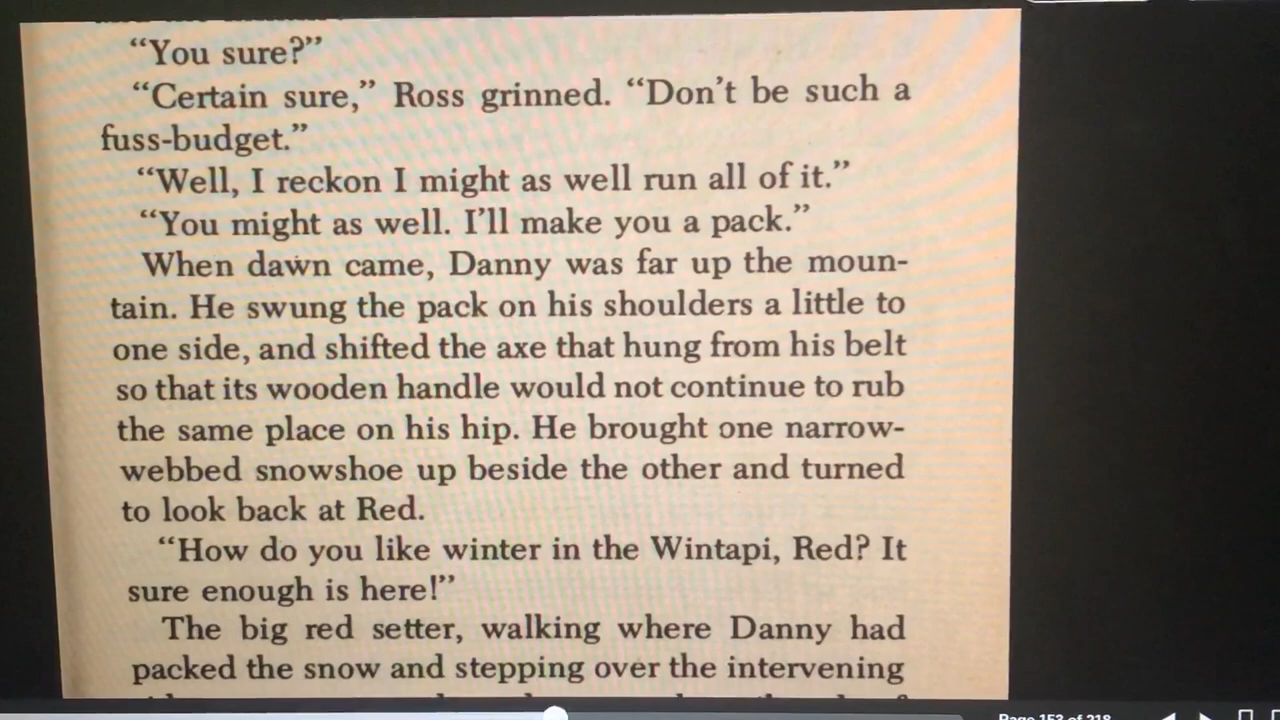 “You sure?”
“Certain sure,” Ross grinned. “Don’t be such a
fuss-budget.”
“Well, I reckon I might as well run all of it.”
“You might as well. I’ll make you a pack.”
When dawn came, Danny was far up the moun-
tain. He swung the pack on his shoulders a little to
one side, and shifted the axe that hung from his belt
so that its wooden handle would not continue to rub
the same place on his hip. He brought one narrow-
webbed snowshoe up beside the other and turned
to look back at Red.
“How do you like winter in the Wintapi, Red? It
sure enough is here!”
The big red setter, walking where Danny had
packed the snow and stepping over the intervening
Page 153 of 218